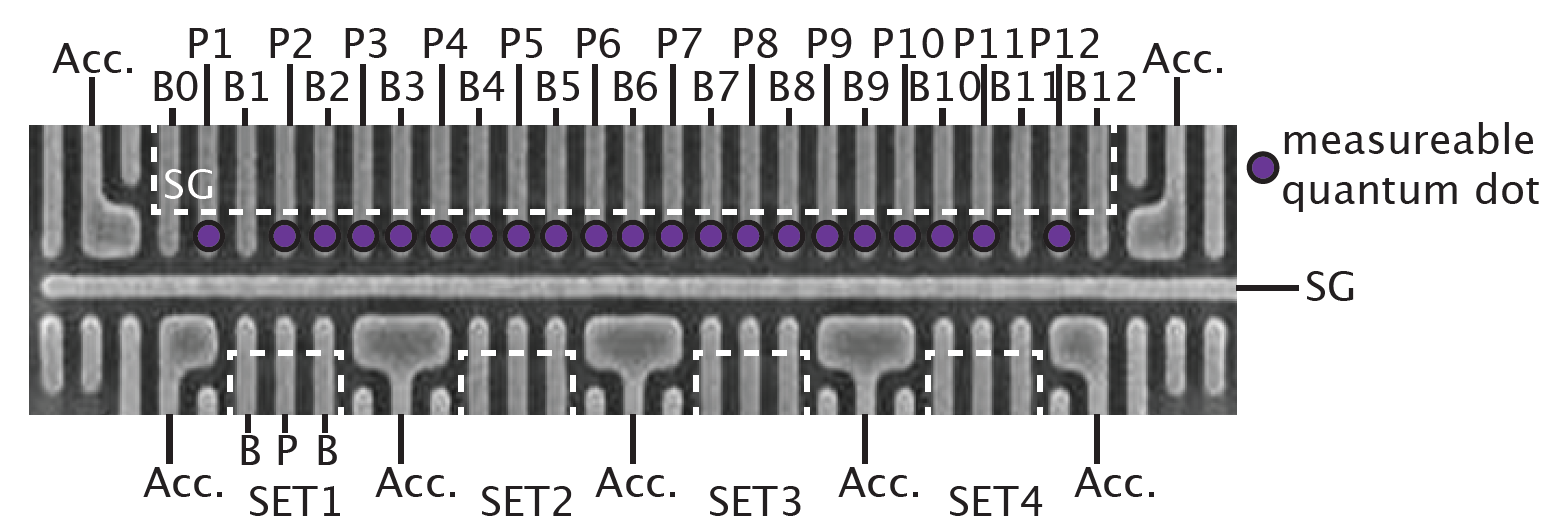 P1 P2 P3 P4 P5 P6 P7 P8 P9 P10 P11 P12
Acc. Acc.
B0 B1 B2 B3 B4 B5 B6 B7 B8 B9 B10 B11 B12
measureable
quantum dot
SG
SG
B P B
Acc. Acc. Acc. Acc. Acc.
SET1 SET2 SET3 SET4